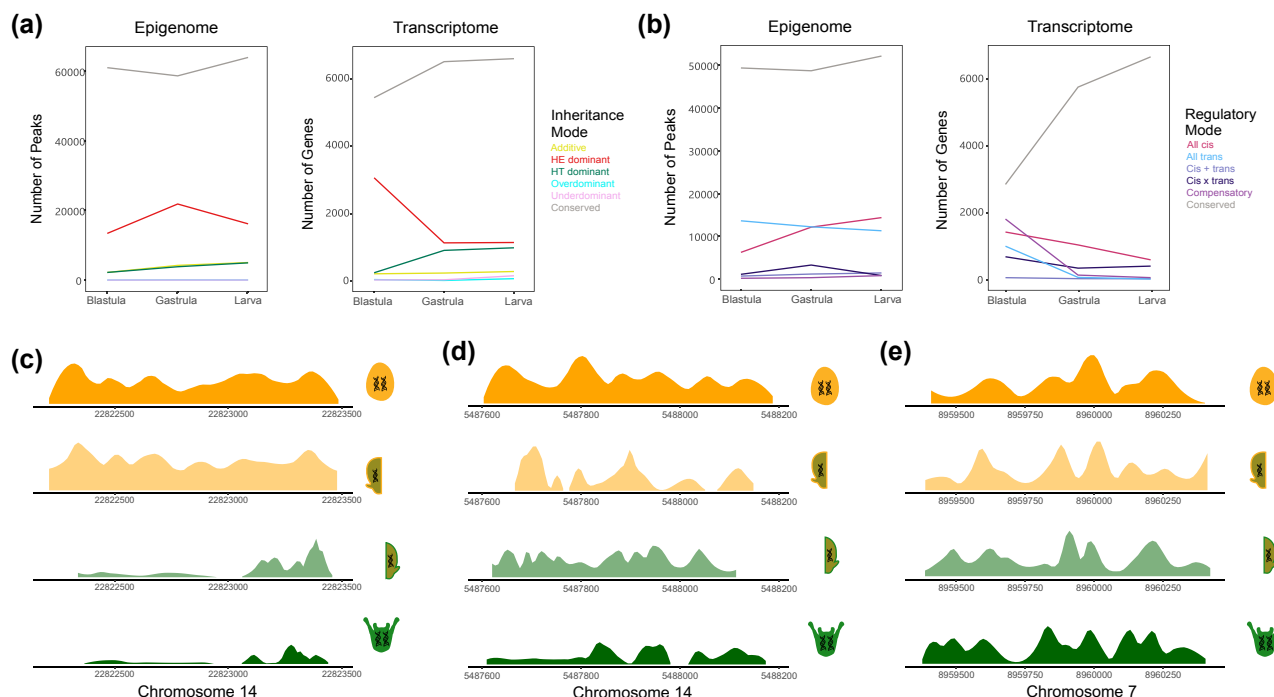 (a)
Epigenome
Transcriptome
Number of Peaks
60000
40000
20000
0
Blastula Gastrula Larva
Number of Genes
6000
4000
2000
0
Blastula Gastrula Larva
Inheritance
Mode
Additive
HE dominant
HT dominant
Overdominant
Underdominant
Conserved
(b)
Epigenome
Transcriptome
Number of Peaks
50000
40000
30000
20000
10000
0
Blastula Gastrula Larva
Number of Genes
6000
4000
2000
0
Blastula Gastrula Larva
Regulatory
Mode
All cis
All trans
Cis + trans
Cis x trans
Compensatory
Conserved
(c)
22822500 22823000 22823500
22822500 22823000 22823500
22822500 22823000 22823500
22822500 22823000 22823500
Chromosome 14
(d)
5487600 5487800 5488000 5488200
5487600 5487800 5488000 5488200
5487600 5487800 5488000 5488200
5487600 5487800 5488000 5488200
Chromosome 14
(e)
8959500 8959750 8960000 8960250
8959500 8959750 8960000 8960250
8959500 8959750 8960000 8960250
8959500 8959750 8960000 8960250
Chromosome 7